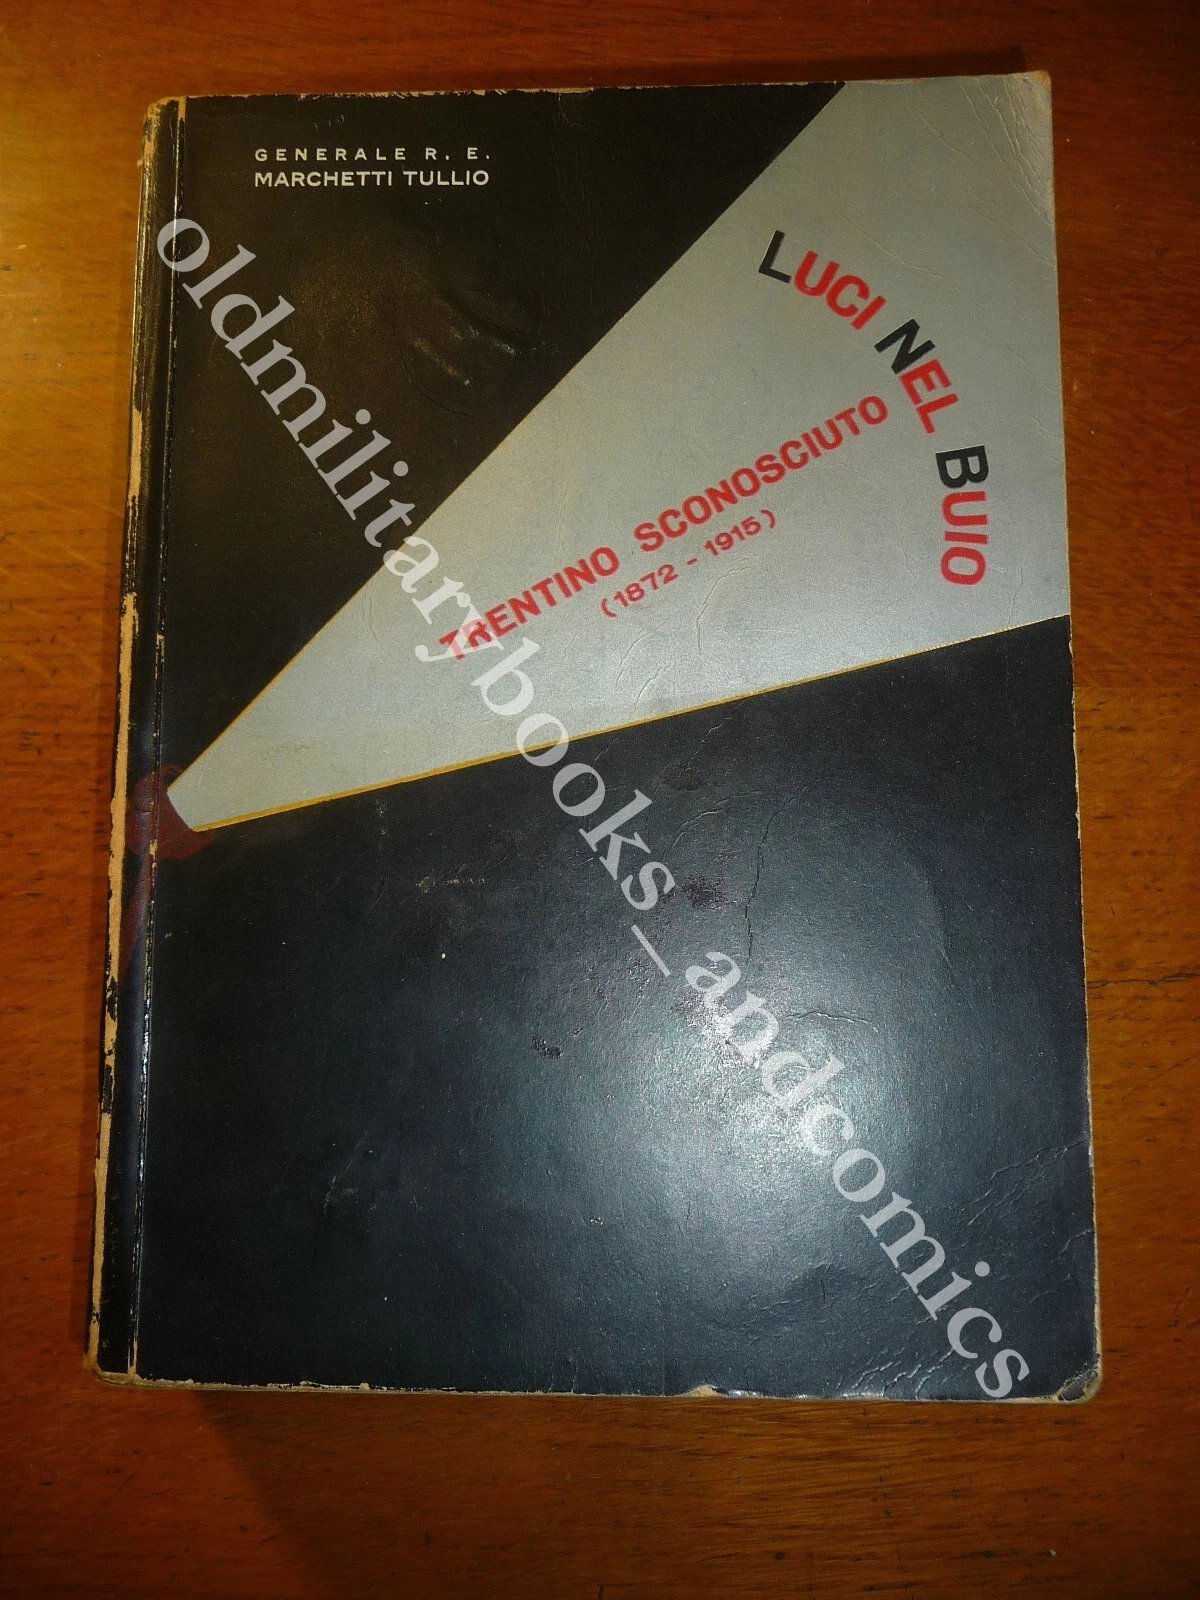 GENERALE R. E.
MARCHETTI TULLIO
LUCI NEL BUIO
TRENTINO SCONOSCIUTO
(1872 - 1915)
oldmilitarybooks_andcomics